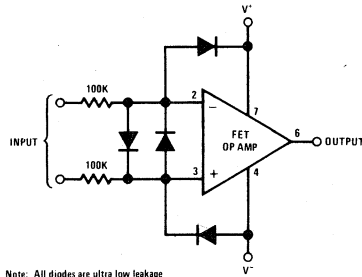 V+
100K
2
7
INPUT
FET
OP AMP
6
OUTPUT
100K
3
4
V-
Note: All diodes are ultra low leakage